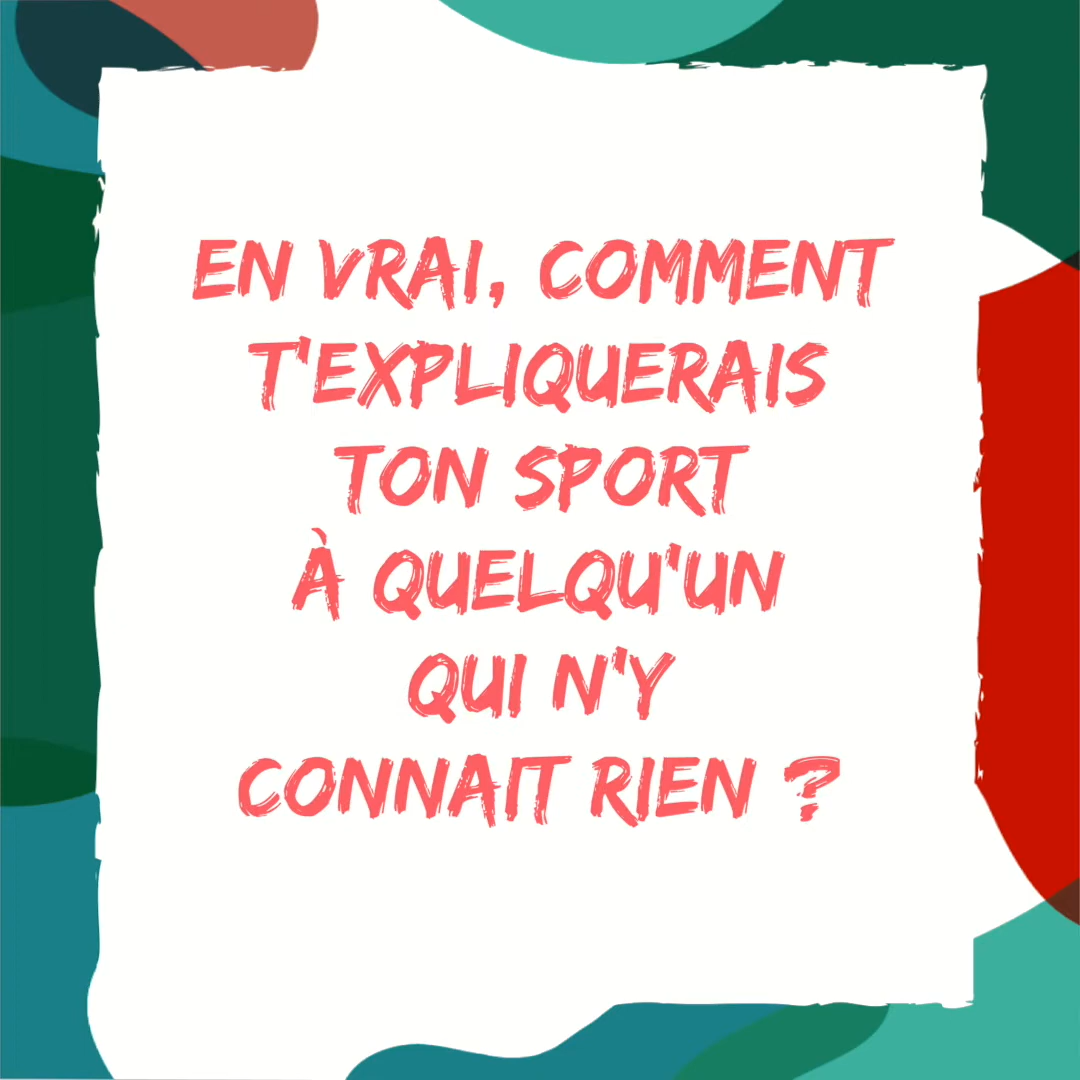 EN VRAI, COMMENT
T'EXPLIQUERAIS
TON SPORT
À QUELQU'UN
QUI N'Y
CONNAIT RIEN ?